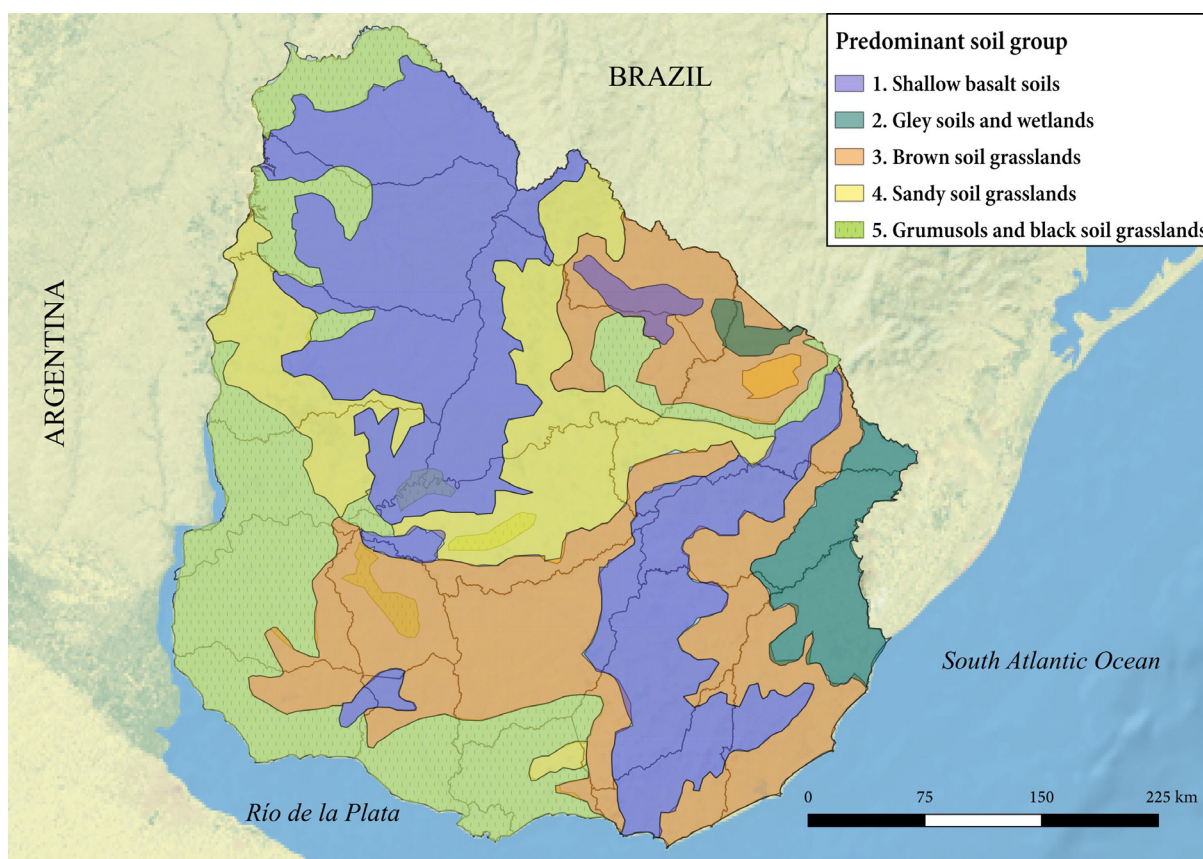 BRAZIL
Predominant soil group
1. Shallow basalt soils
2. Gley soils and wetlands
3. Brown soil grasslands
4. Sandy soil grasslands
5. Grumusols and black soil grasslands
ARGENTINA
South Atlantic Ocean
Río de la Plata
0 75 150 225 km